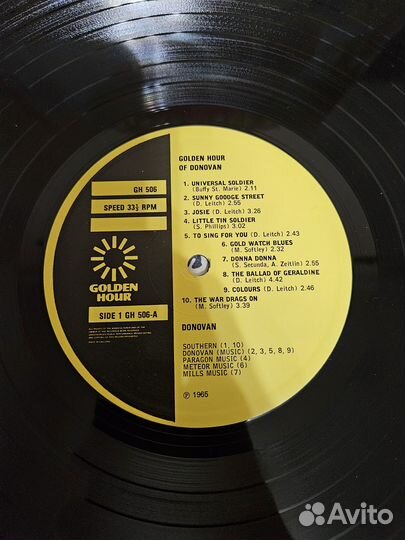 GOLDEN HOUR
OF DONOVAN
1. UNIVERSAL SOLDIER
(Buffy St. Marie) 2.11
2. SUNNY GOODGE STREET
(D. Leitch) 2.55
3. JOSIE (D. Leitch) 3.26
4. LITTLE TIN SOLDIER
(S. Phillips) 3.02
5. TO SING FOR YOU (D. Leitch) 2.43
6. GOLD WATCH BLUES
(M. Softley) 2.32
7. DONNA DONNA
(S. Secunda, A. Zeitlin) 2.55
8. THE BALLAD OF GERALDINE
(D. Leitch) 4.42
9. COLOURS (D. Leitch) 2.46
10. THE WAR DRAGS ON
(M. Softley) 3.39
DONOVAN
SOUTHERN (1, 10)
DONOVAN (MUSIC) (2, 3, 5, 8, 9)
PARAGON MUSIC (4)
METEOR MUSIC (6)
MILLS MUSIC (7)
℗ 1965
GH 506
SPEED 33⅓ RPM
GOLDEN
HOUR
SIDE 1 GH 506-A
Avito